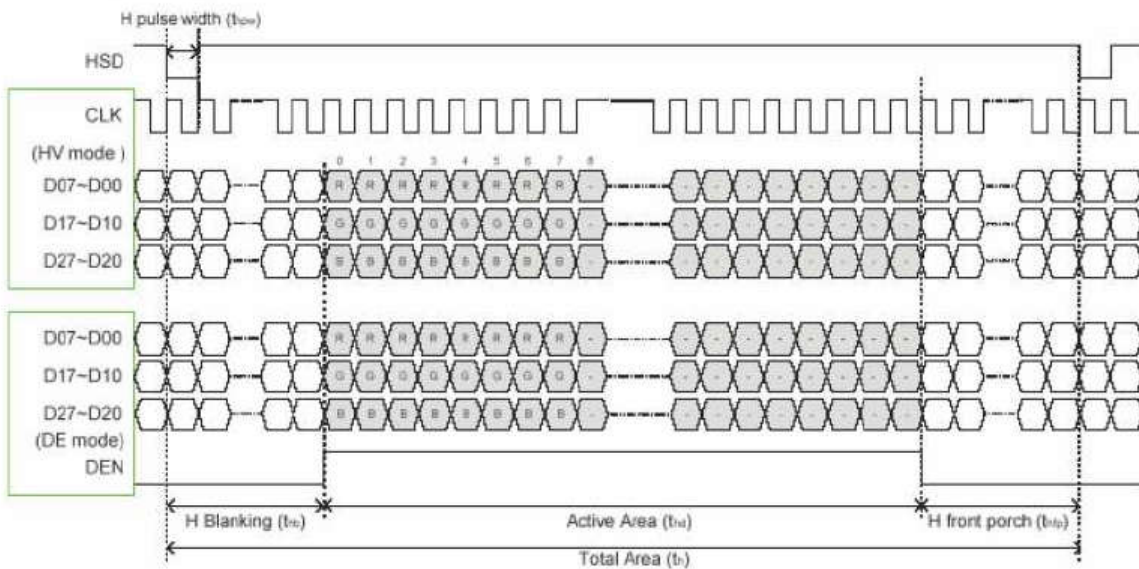 H pulse width (thpw)
HSD
CLK
(HV mode )
0 1 2 3 4 5 6 7 8
D07~D00 R R R R R R R R - - - - - - - - -
D17~D10 G G G G G G G G - - - - - - - - -
D27~D20 B B B B B B B B - - - - - - - - -
D07~D00 R R R R R R R R - - - - - - - - -
D17~D10 G G G G G G G G - - - - - - - - -
D27~D20 B B B B B B B B - - - - - - - - -
(DE mode)
DEN
H Blanking (thb) Active Area (thd) H front porch (thfp)
Total Area (th)